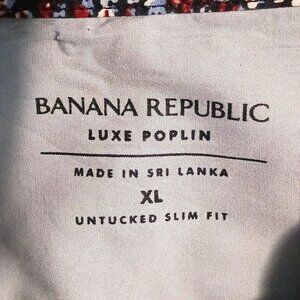 BANANA REPUBLIC
LUXE POPLIN
MADE IN SRI LANKA
XL
UNTUCKED SLIM FIT